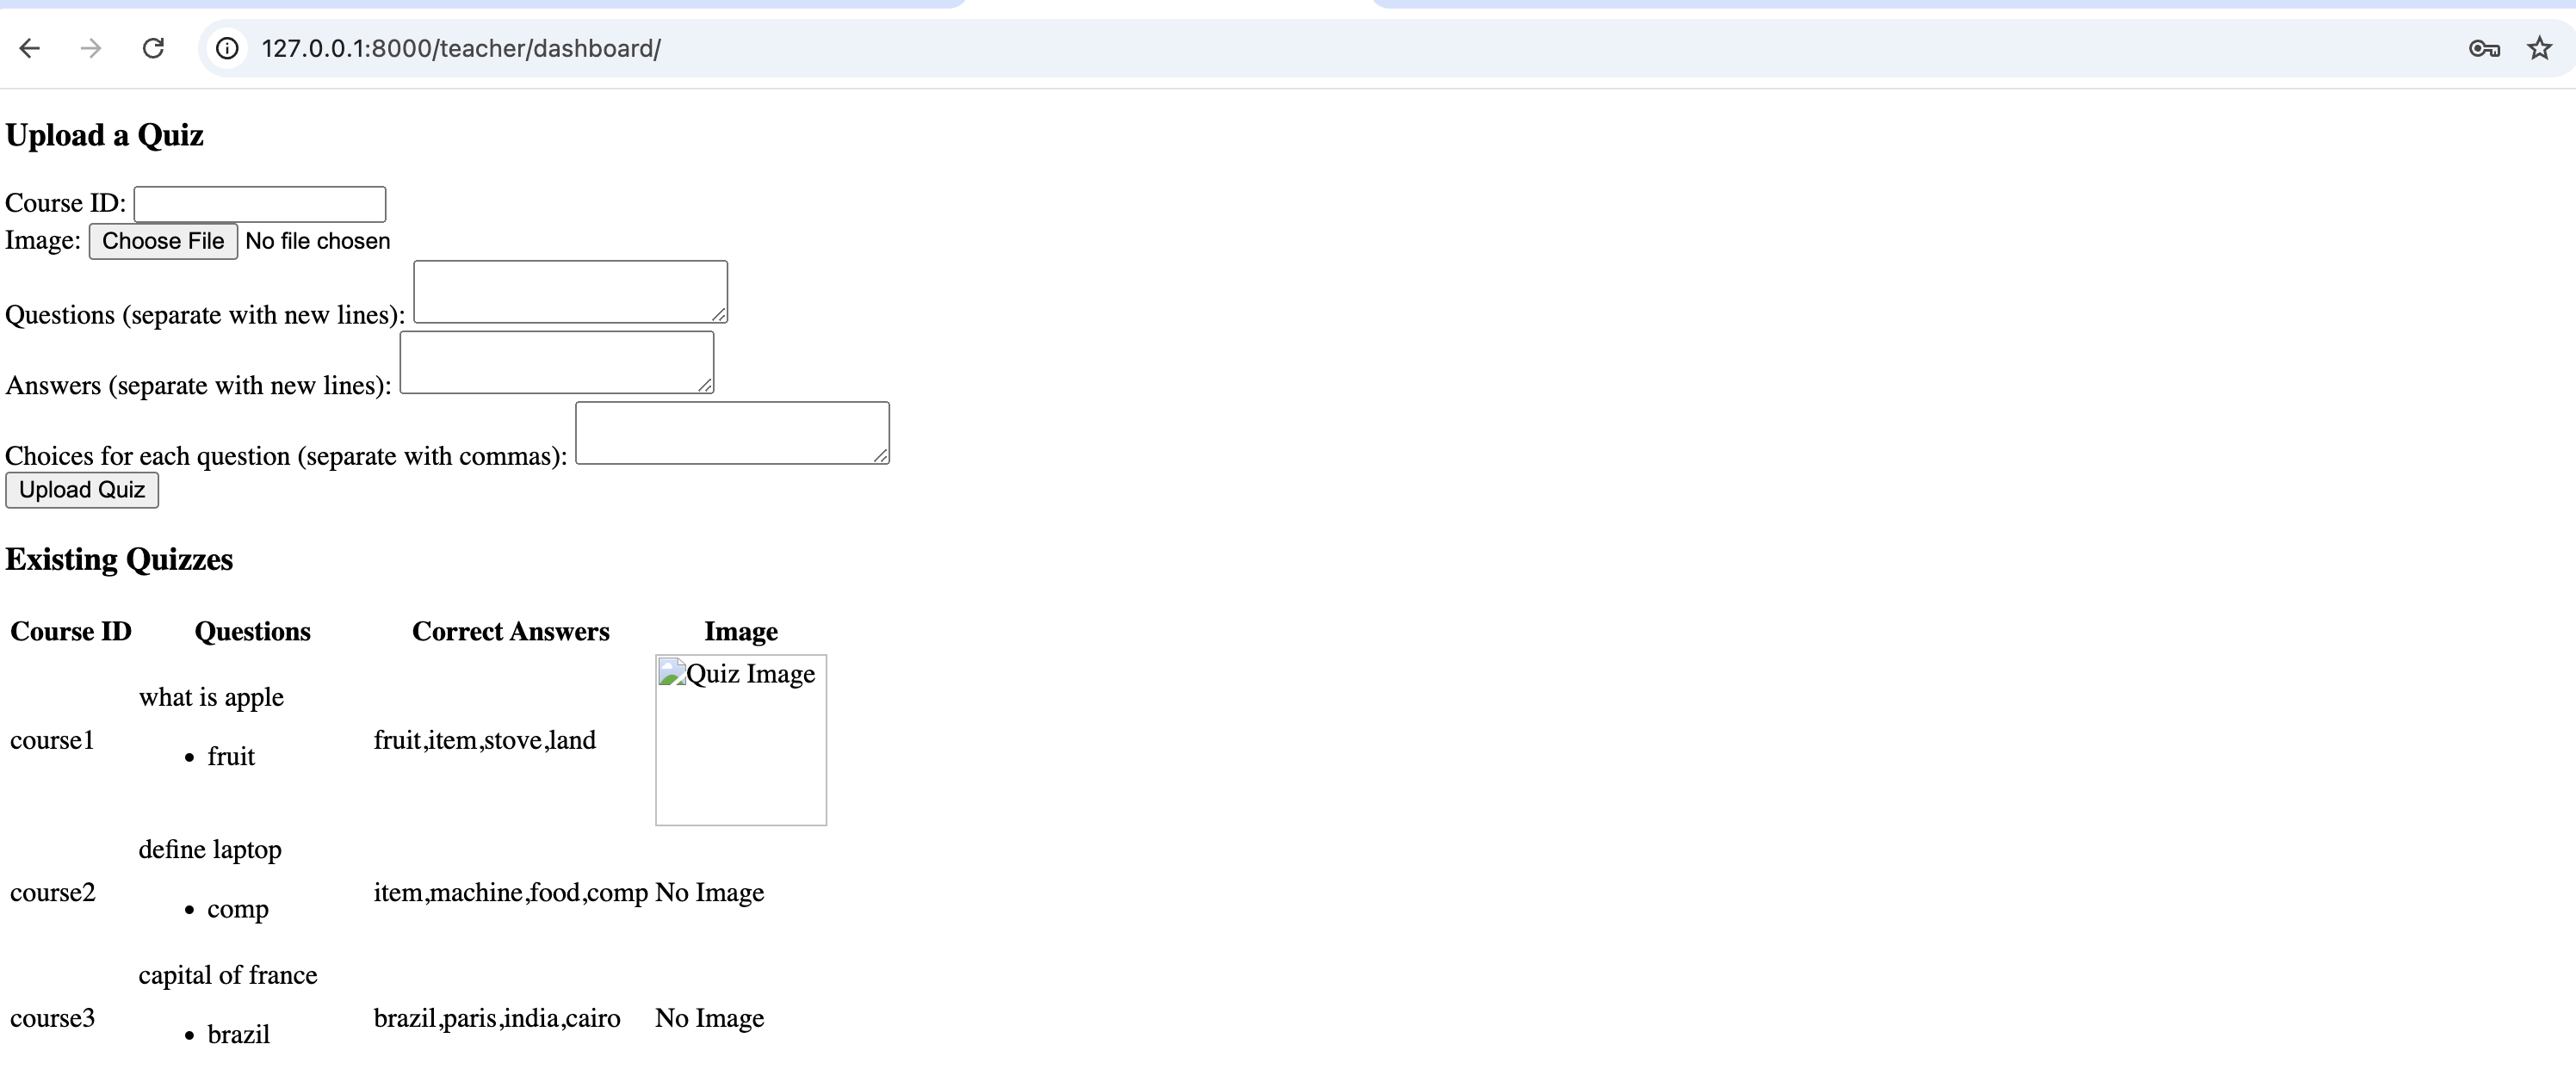 127.0.0.1:8000/teacher/dashboard/
Upload a Quiz
Course ID:
Image: Choose File No file chosen
Questions (separate with new lines):
Answers (separate with new lines):
Choices for each question (separate with commas):
Upload Quiz
Existing Quizzes
Course ID Questions Correct Answers Image
Quiz Image
what is apple
course1 fruit,item,stove,land
• fruit
define laptop
course2 item,machine,food,comp No Image
• comp
capital of france
course3 brazil,paris,india,cairo No Image
• brazil